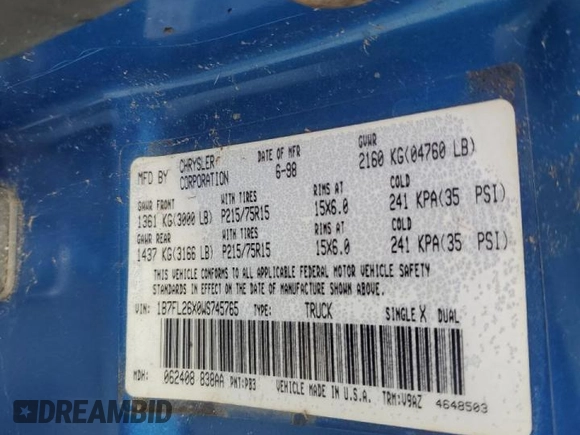 MFD BY CHRYSLER CORPORATION DATE OF MFR 6-98 GVWR 2160 KG(04760 LB)
GAWR FRONT WITH TIRES RIMS AT COLD
1361 KG(3000 LB) P215/75R15 15X6.0 241 KPA(35 PSI)
GAWR REAR WITH TIRES RIMS AT COLD
1437 KG(3166 LB) P215/75R15 15X6.0 241 KPA(35 PSI)
THIS VEHICLE CONFORMS TO ALL APPLICABLE FEDERAL MOTOR VEHICLE SAFETY
STANDARDS IN EFFECT ON THE DATE OF MANUFACTURE SHOWN ABOVE.
VIN: 1B7FL26X0WS745765 TYPE: TRUCK SINGLE X DUAL
MDH: 062408 838AA PNT:PB3 VEHICLE MADE IN U.S.A. TRM:V9AZ 4648503
DREAMBID